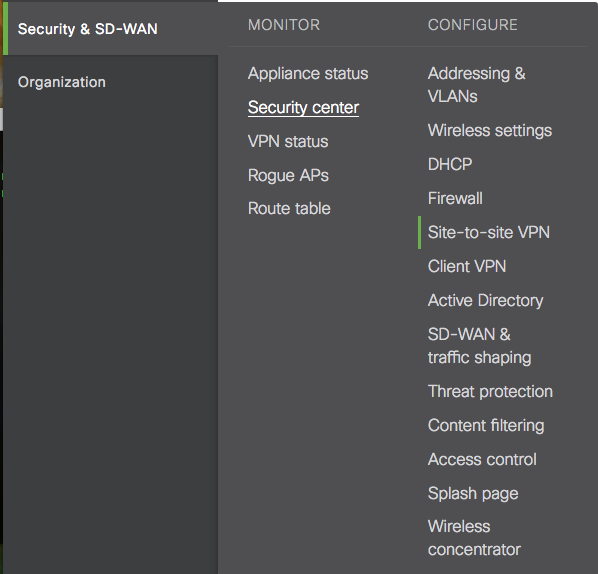 Security & SD-WAN
Organization
MONITOR
Appliance status
Security center
VPN status
Rogue APs
Route table
CONFIGURE
Addressing &
VLANs
Wireless settings
DHCP
Firewall
Site-to-site VPN
Client VPN
Active Directory
SD-WAN &
traffic shaping
Threat protection
Content filtering
Access control
Splash page
Wireless
concentrator